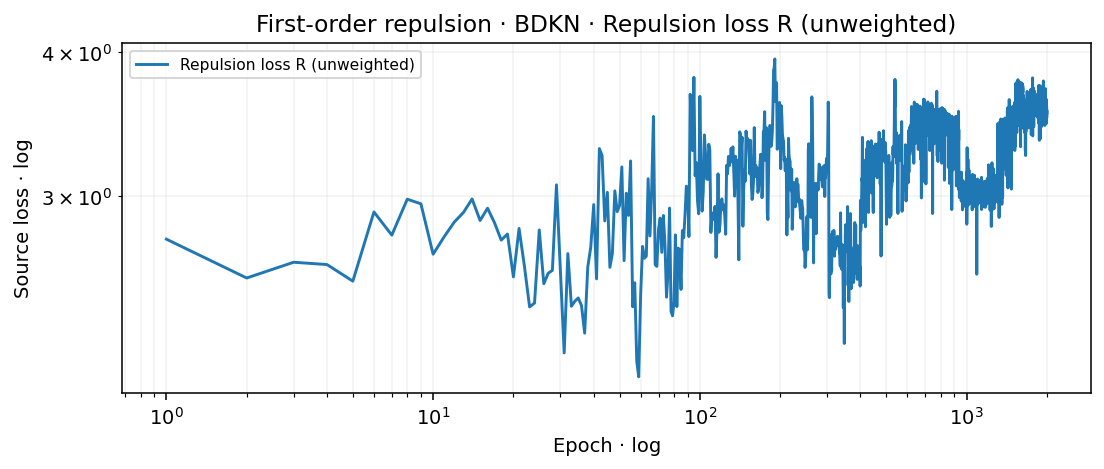 First-order repulsion · BDKN · Repulsion loss R (unweighted)
4 × 10⁰
Repulsion loss R (unweighted)
3 × 10⁰
Source loss · log
10⁰ 10¹ 10² 10³
Epoch · log